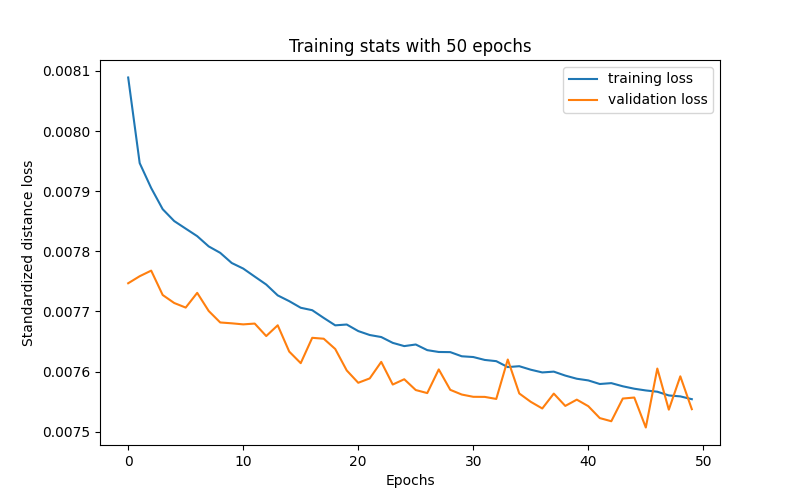 Training stats with 50 epochs
training loss
validation loss
0.0081
0.0080
0.0079
0.0078
0.0077
0.0076
0.0075
Standardized distance loss
0
10
20
30
40
50
Epochs